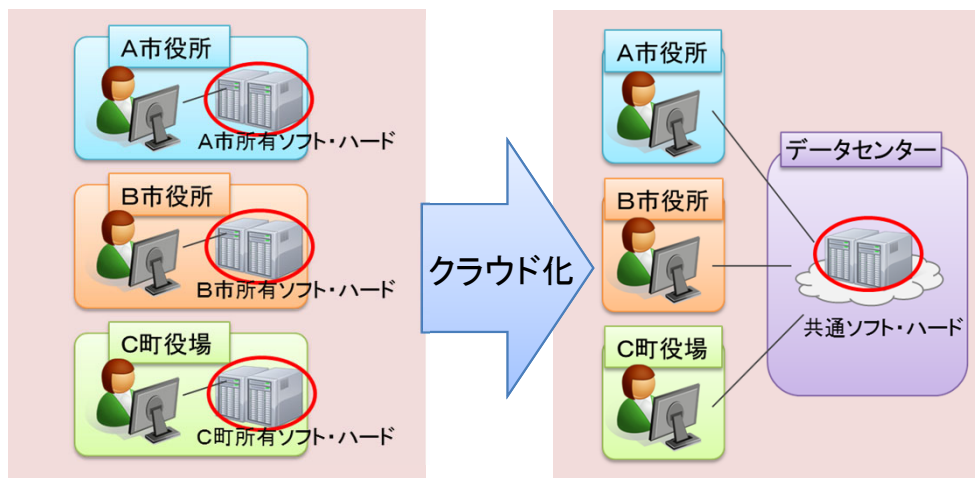 A市役所
A市所有ソフト・ハード
B市役所
B市所有ソフト・ハード
C町役場
C町所有ソフト・ハード
クラウド化
A市役所
B市役所
C町役場
データセンター
共通ソフト・ハード